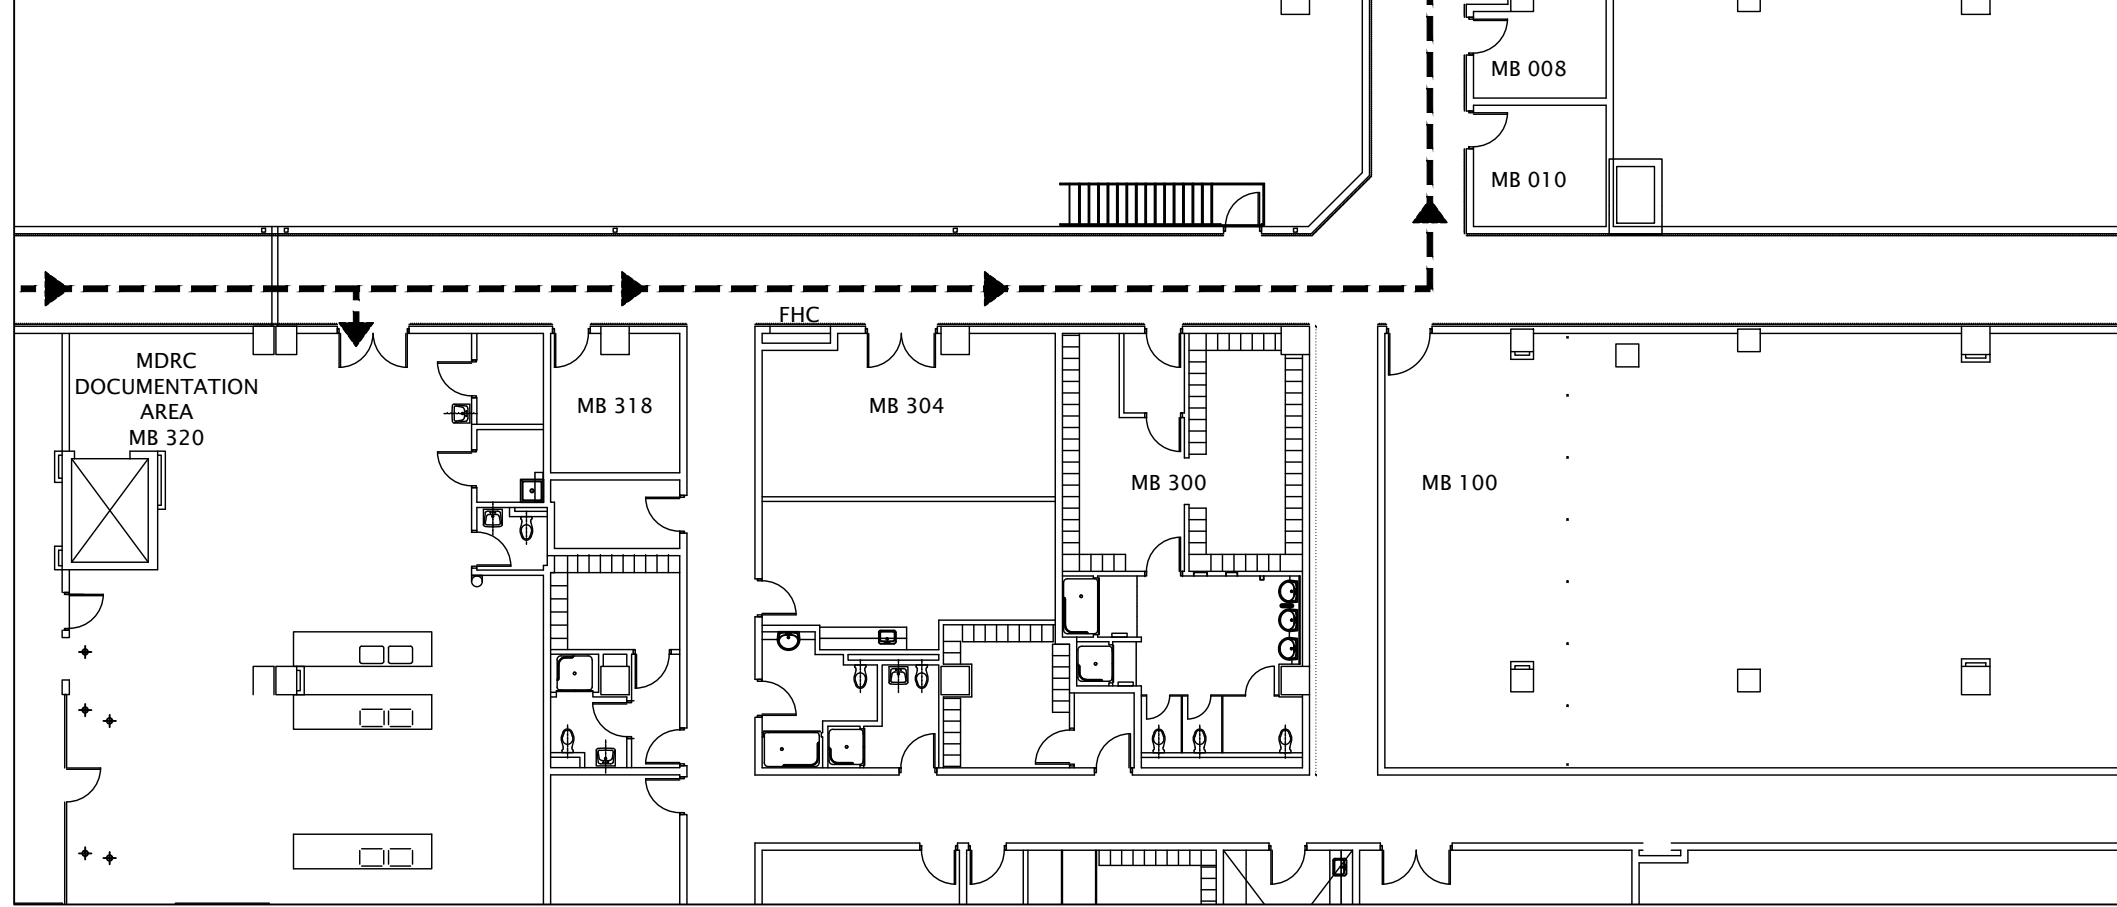 MB 008
MB 010
FHC
MDRC
DOCUMENTATION
AREA
MB 320
MB 318
MB 304
MB 300
MB 100